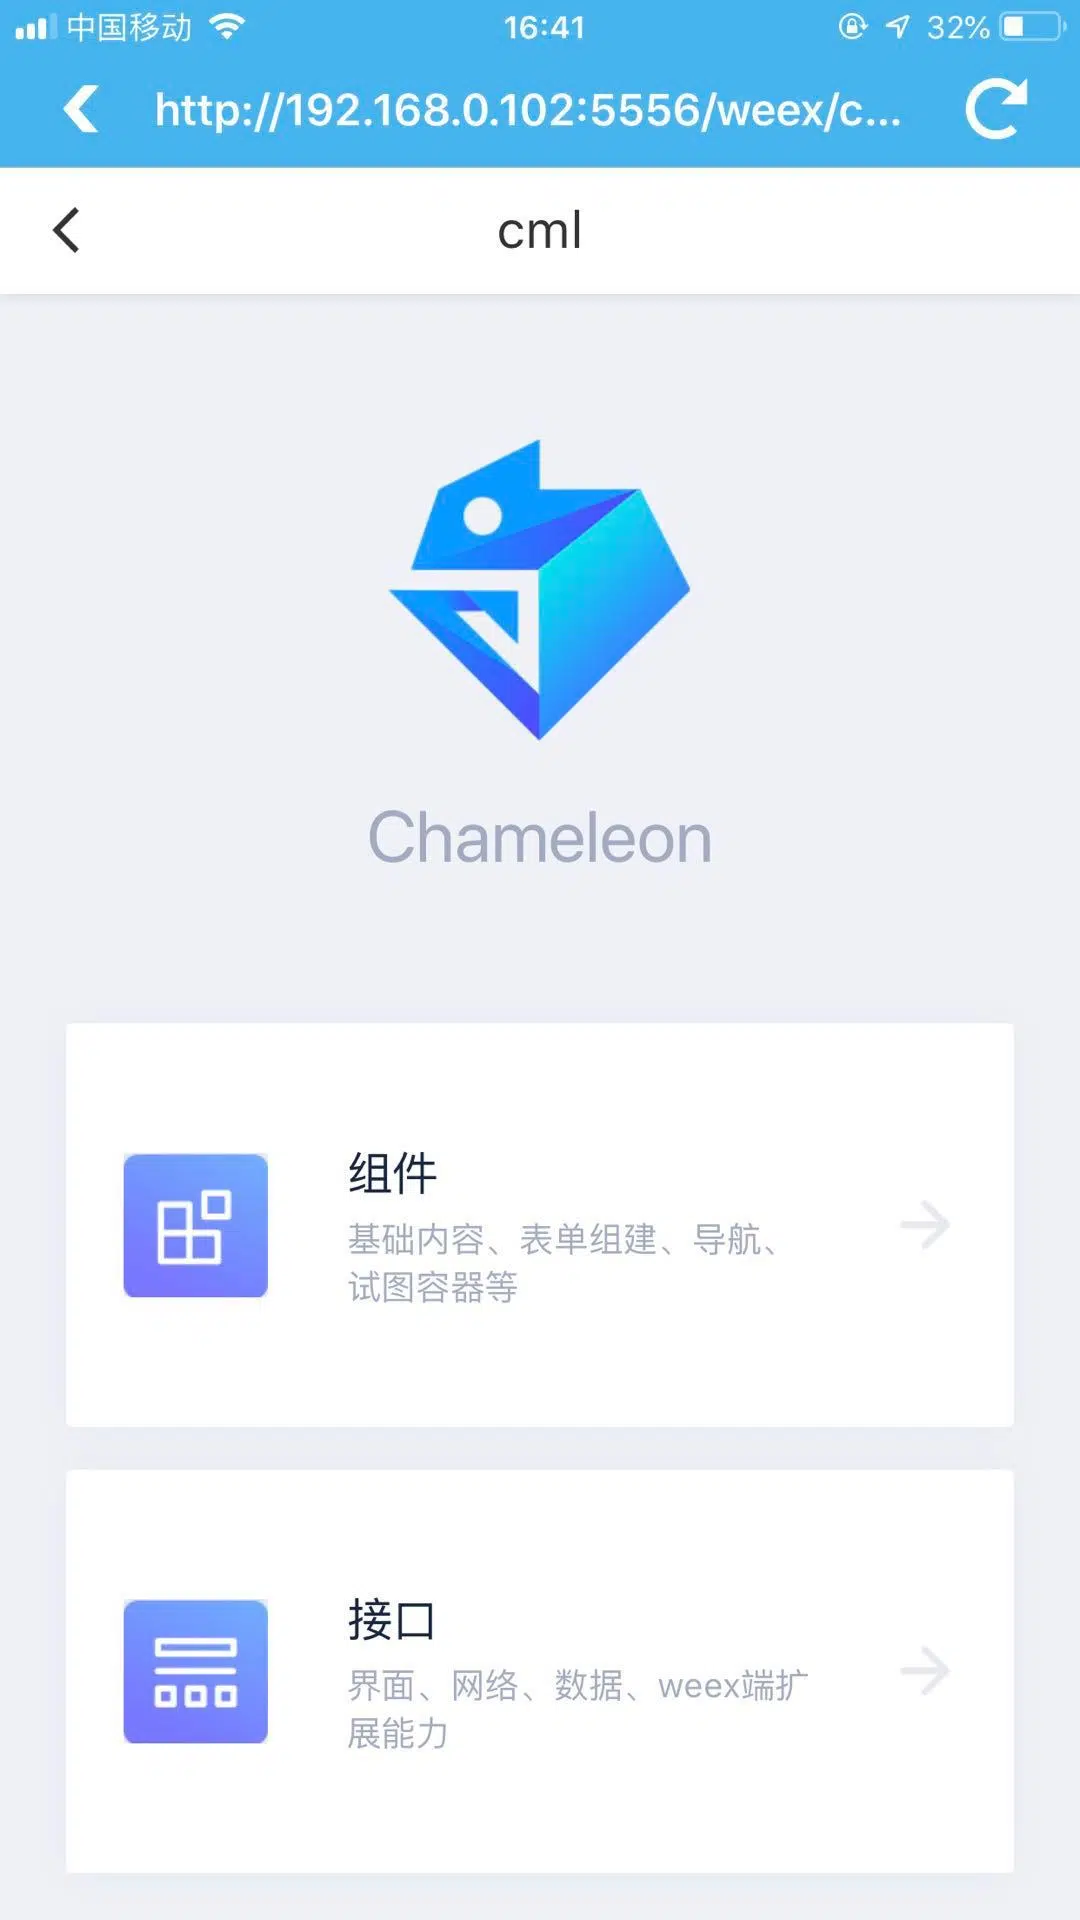 中国移动 16:41 32%
http://192.168.0.102:5556/weex/c...
cml
Chameleon
组件
基础内容、表单组建、导航、
试图容器等
接口
界面、网络、数据、weex端扩
展能力